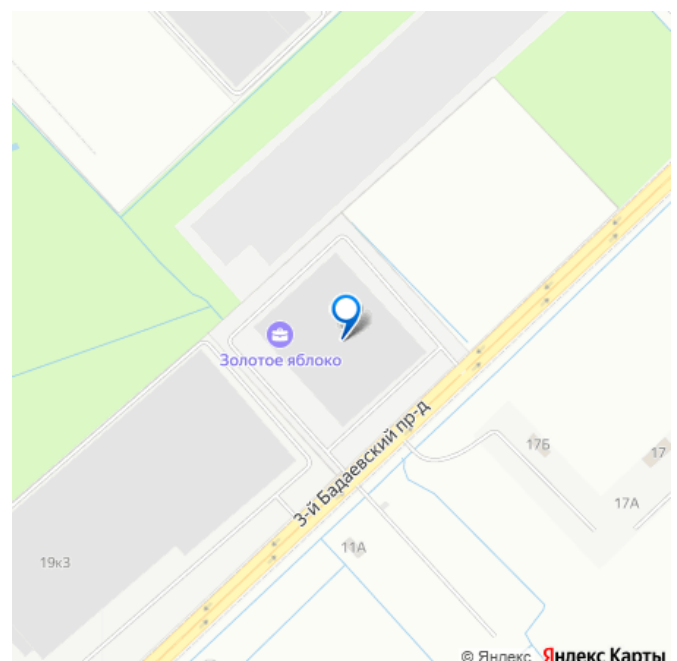 Золотое яблоко
3-й Бадаевский пр-д
17Б
17
17А
11А
19к3
© Яндекс Яндекс Карты